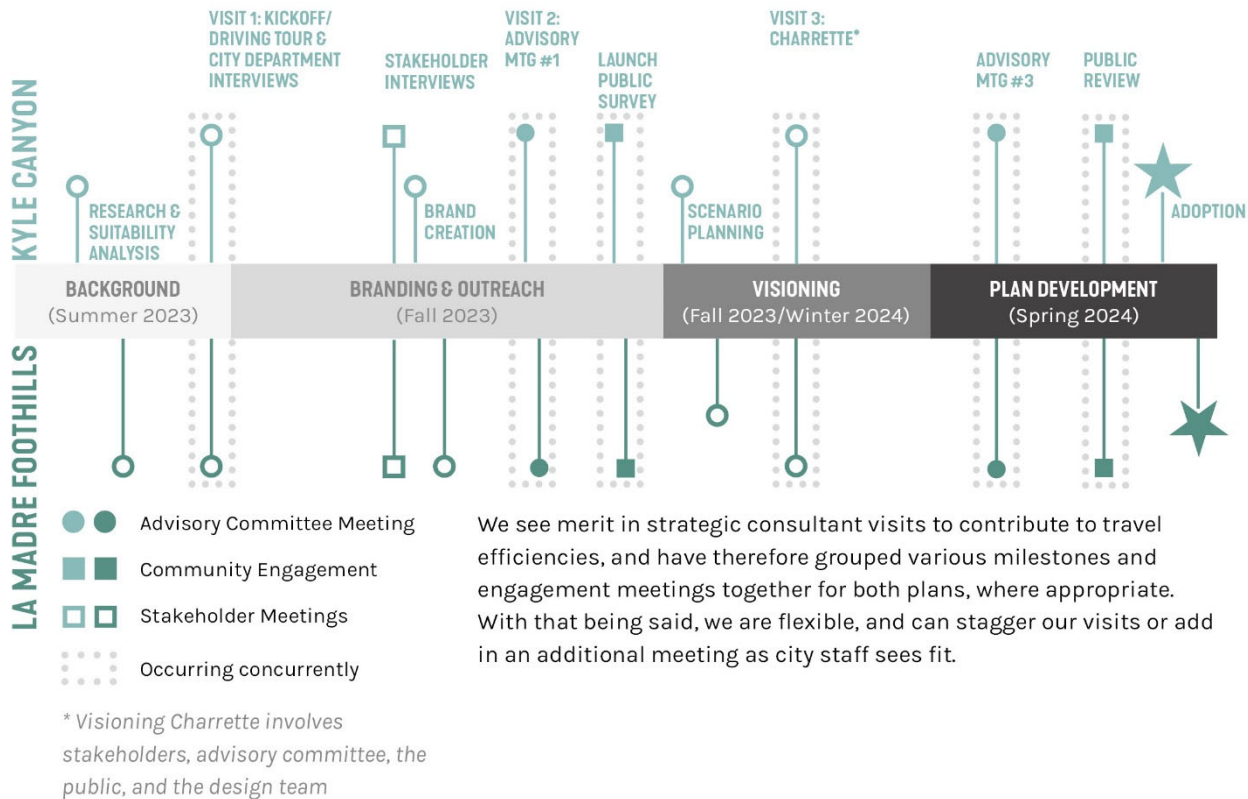 VISIT 1: KICKOFF/
DRIVING TOUR &
CITY DEPARTMENT
INTERVIEWS
STAKEHOLDER
INTERVIEWS
VISIT 2:
ADVISORY
MTG #1
LAUNCH
PUBLIC
SURVEY
VISIT 3:
CHARRETTE*
ADVISORY
MTG #3
PUBLIC
REVIEW
KYLE CANYON
RESEARCH &
SUITABILITY
ANALYSIS
BRAND
CREATION
SCENARIO
PLANNING
ADOPTION
BACKGROUND
(Summer 2023)
BRANDING & OUTREACH
(Fall 2023)
VISIONING
(Fall 2023/Winter 2024)
PLAN DEVELOPMENT
(Spring 2024)
LA MADRE FOOTHILLS
Advisory Committee Meeting
Community Engagement
Stakeholder Meetings
Occurring concurrently
* Visioning Charrette involves
stakeholders, advisory committee, the
public, and the design team
We see merit in strategic consultant visits to contribute to travel
efficiencies, and have therefore grouped various milestones and
engagement meetings together for both plans, where appropriate.
With that being said, we are flexible, and can stagger our visits or add
in an additional meeting as city staff sees fit.